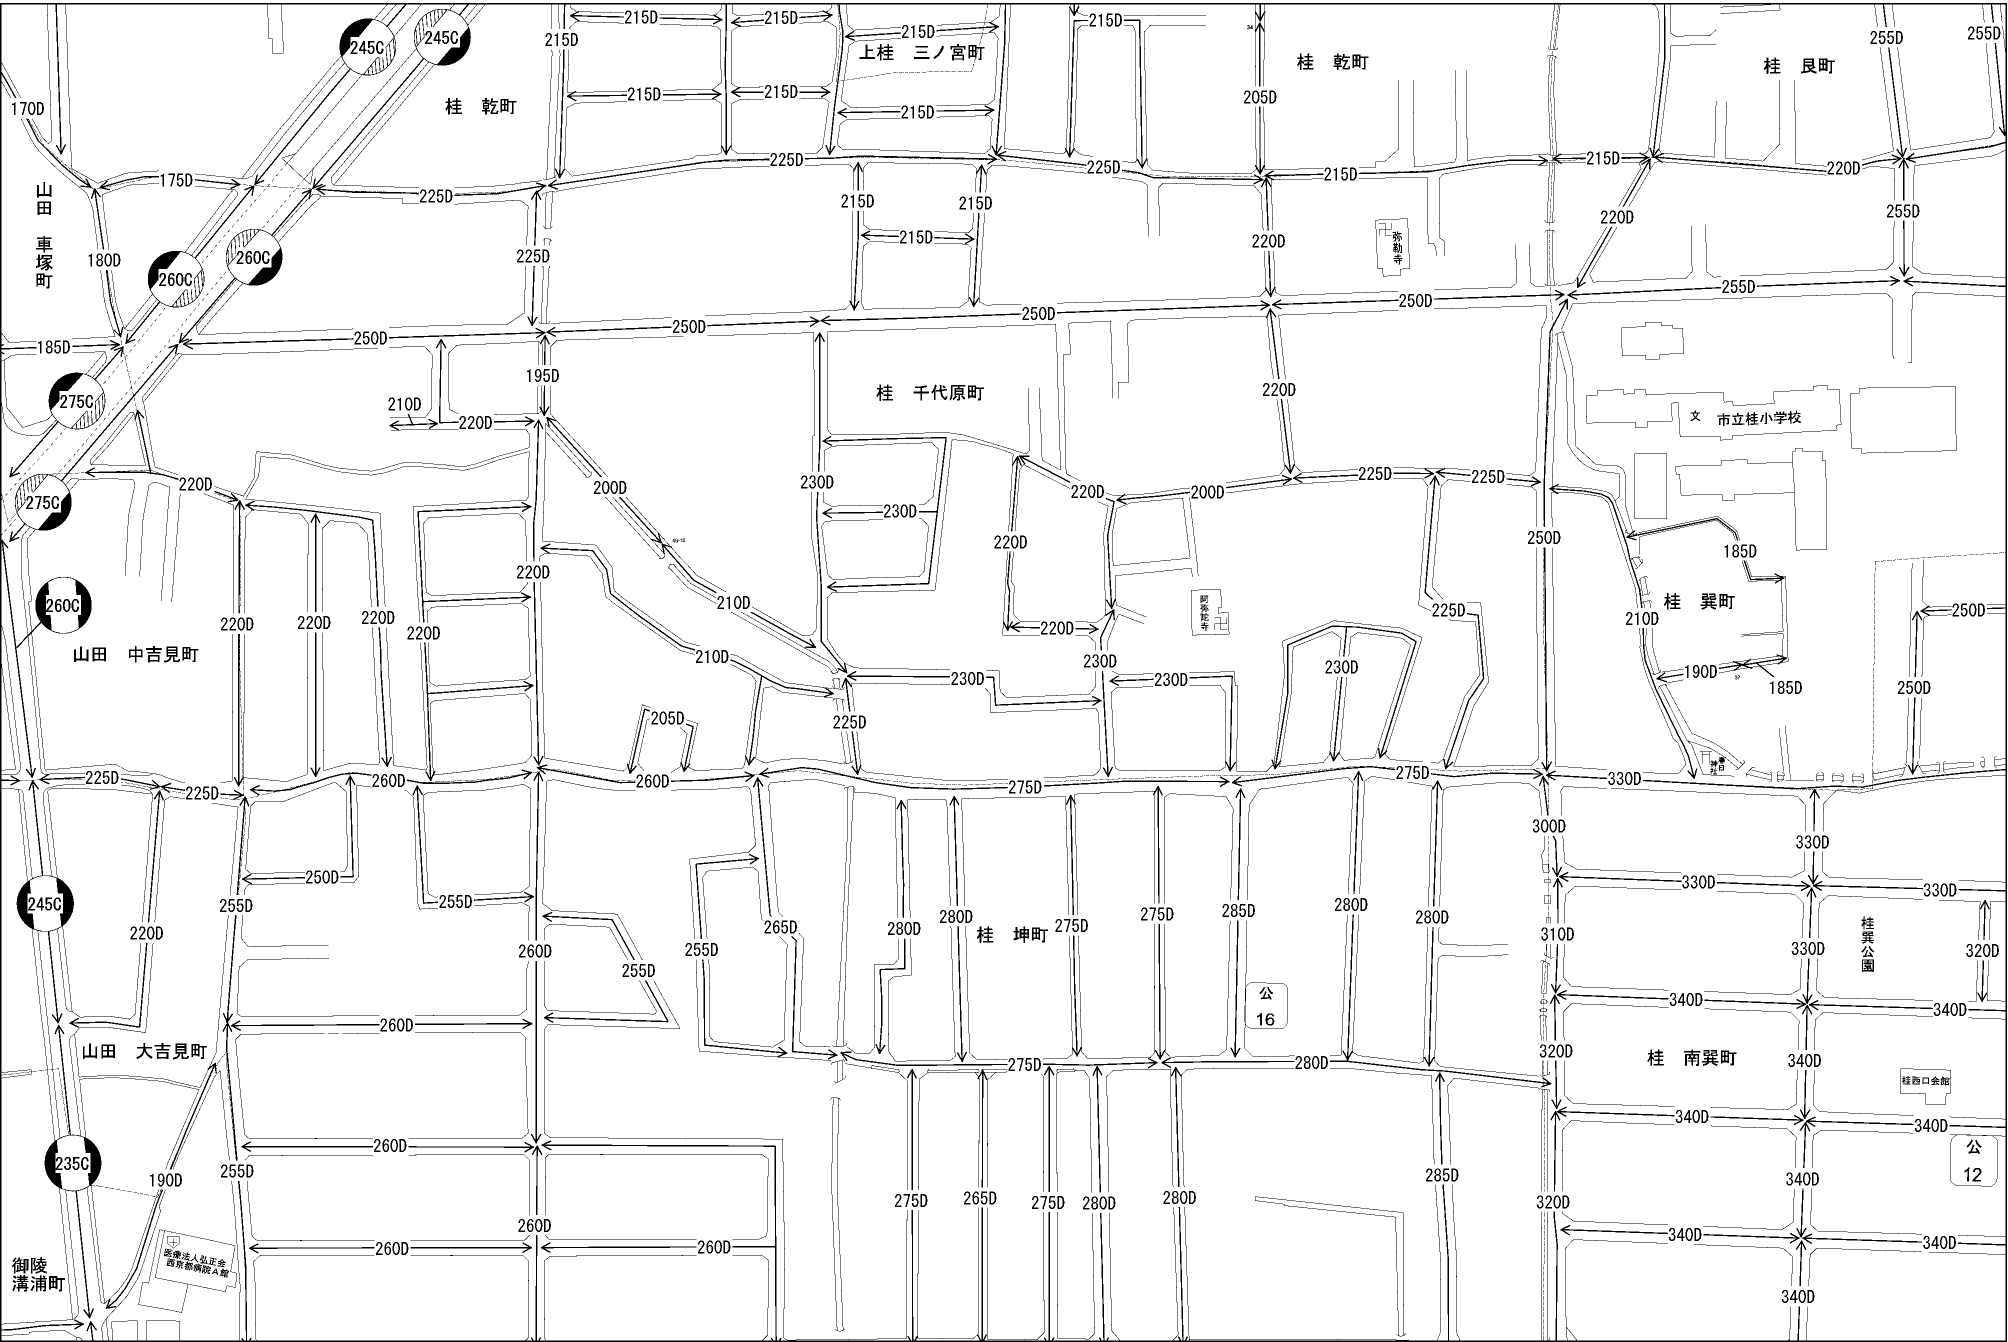 215D
215D
245C
245C
215D
215D
215D
上桂 三ノ宮町
桂 乾町
桂 艮町
255D
255D
170D
桂 乾町
215D
215D
215D
205D
225D
225D
215D
215D
220D
175D
225D
山田 車塚町
180D
215D
215D
215D
220D
220D
255D
弥勒寺
260C
260C
225D
250D
250D
250D
250D
255D
185D
275C
195D
210D
220D
桂 千代原町
220D
文 市立桂小学校
275C
220D
200D
230D
230D
220D
200D
225D
225D
220D
250D
185D
220D
260C
220D
220D
220D
220D
210D
210D
220D
阿弥陀寺
225D
210D
桂 巽町
250D
山田 中吉見町
230D
230D
230D
230D
190D
37
185D
250D
205D
225D
225D
225D
260D
260D
275D
275D
330D
春日神社
300D
330D
245C
250D
255D
255D
220D
260D
255D
255D
265D
280D
280D
桂 坤町
275D
275D
285D
280D
280D
310D
330D
330D
330D
桂巽公園
320D
公
16
340D
340D
山田 大吉見町
260D
275D
280D
320D
桂 南巽町
340D
桂西口会館
235C
190D
255D
260D
340D
340D
公
12
275D
265D
275D
280D
280D
285D
320D
340D
260D
260D
260D
340D
340D
医療法人弘正会
西京都病院A館
御陵
溝浦町
340D